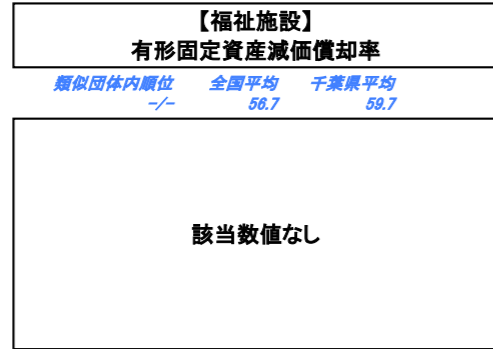 【福祉施設】
有形固定資産減価償却率
類似団体内順位 全国平均 千葉県平均
-/- 56.7 59.7
該当数値なし